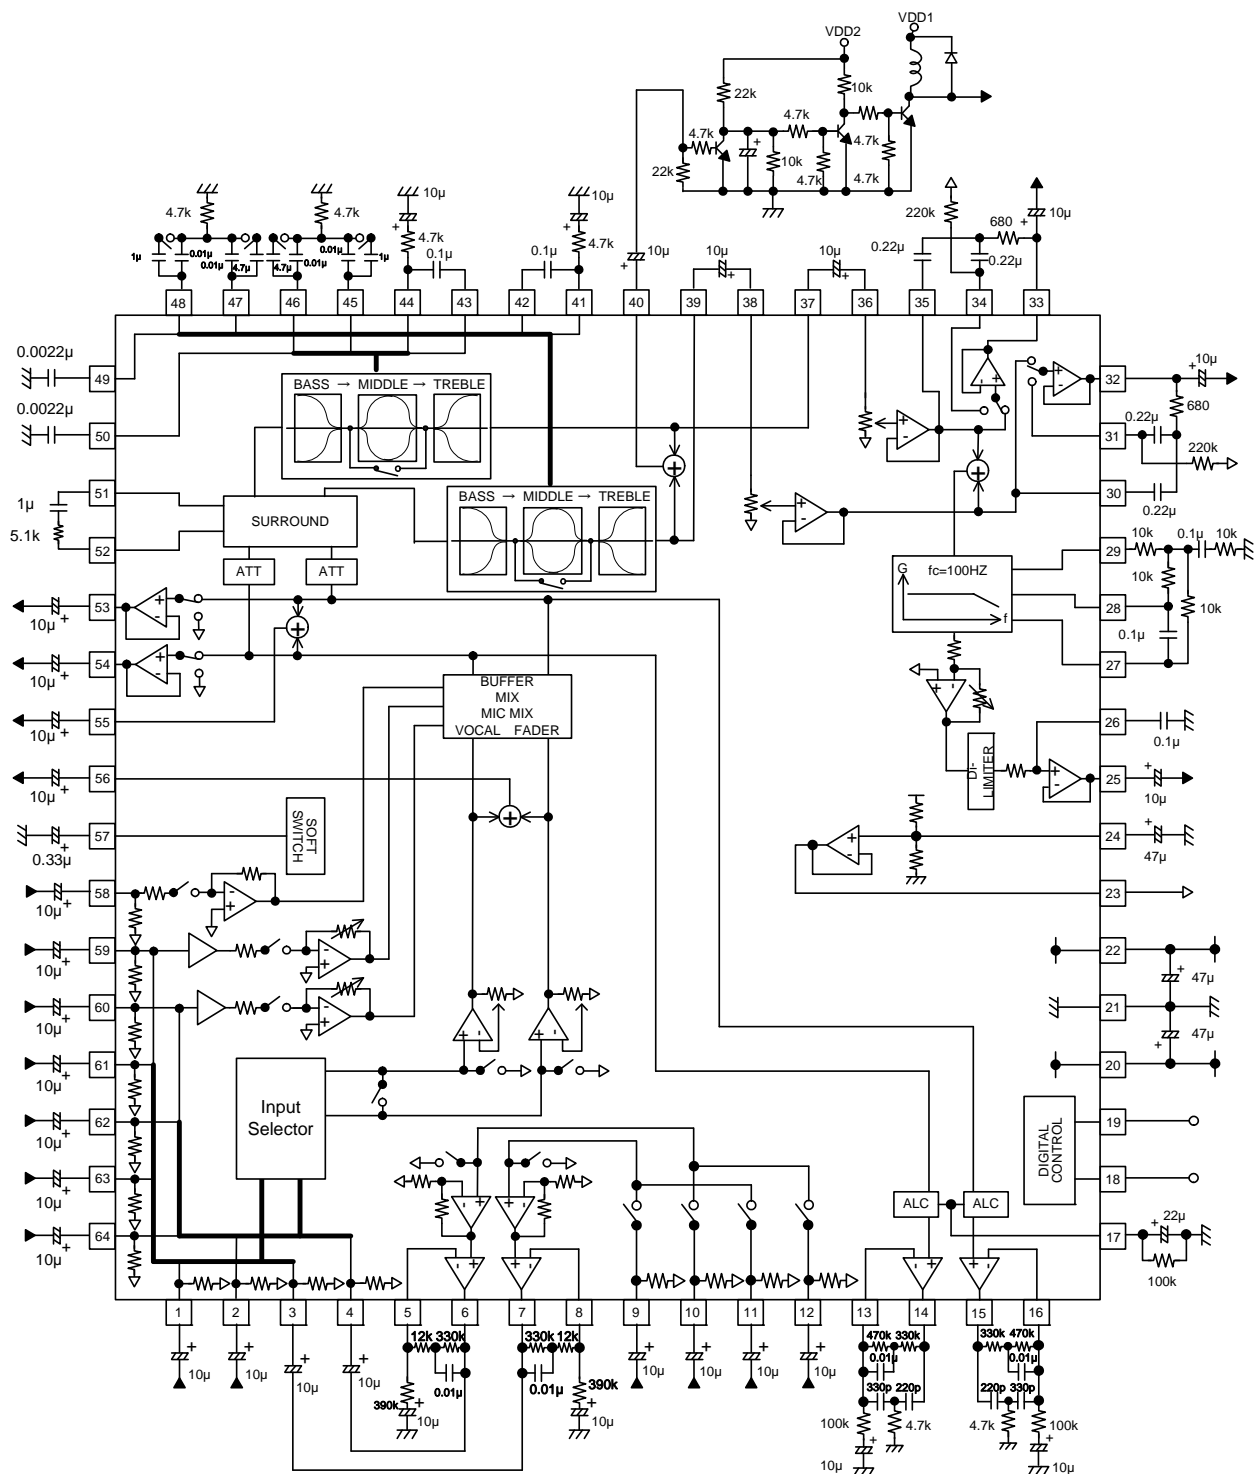 VDD1
VDD2
22k
10k
4.7k
4.7k
4.7k
22k
10k
4.7k
4.7k
4.7k
4.7k
10µ
4.7k
0.1µ
10µ
4.7k
0.1µ
1µ
0.01µ
0.01µ
4.7µ
4.7µ
0.01µ
0.01µ
1µ
10µ
10µ
10µ
220k
680
10µ
0.22µ
0.22µ
48 47 46 45 44 43 42 41 40 39 38 37 36 35 34 33
0.0022µ
49
0.0022µ
50
1µ
5.1k
51
52
BASS → MIDDLE → TREBLE
BASS → MIDDLE → TREBLE
SURROUND
ATT ATT
53
10µ
54
10µ
55
10µ
56
10µ
57
0.33µ
58
10µ
59
10µ
60
10µ
61
10µ
62
10µ
63
10µ
64
10µ
BUFFER
MIX
MIC MIX
VOCAL FADER
SOFT
SWITCH
Input
Selector
G
fc=100HZ
f
DI-
LIMITER
DIGITAL
CONTROL
ALC ALC
32
10µ
680
31
0.22µ
220k
30
0.22µ
29
10k
0.1µ
10k
10k
28
10k
0.1µ
27
26
0.1µ
25
10µ
24
47µ
23
22
47µ
21
47µ
20
19
18
17
22µ
100k
1 2 3 4 5 6 7 8 9 10 11 12 13 14 15 16
10µ
10µ
10µ
10µ
12k 330k
0.01µ
390k
10µ
330k 12k
0.01µ
390k
10µ
10µ
10µ
10µ
10µ
470k 330k
0.01µ
330p 220p
100k
4.7k
10µ
330k 470k
0.01µ
220p 330p
4.7k
100k
10µ